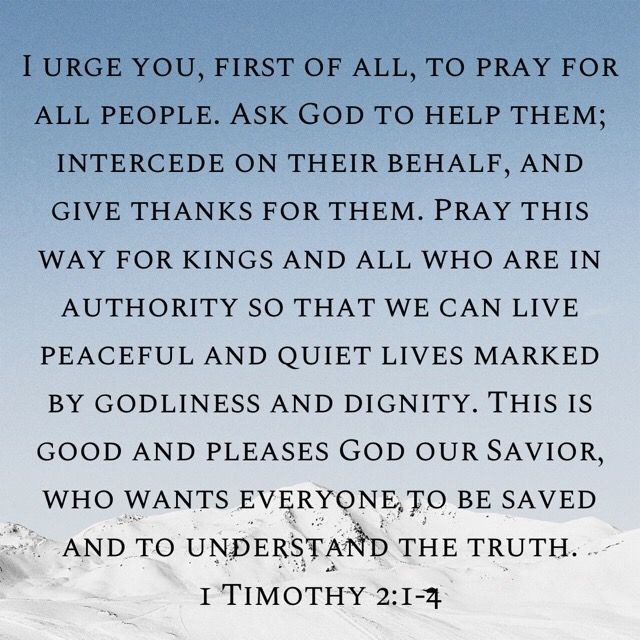 I URGE YOU, FIRST OF ALL, TO PRAY FOR
ALL PEOPLE. ASK GOD TO HELP THEM;
INTERCEDE ON THEIR BEHALF, AND
GIVE THANKS FOR THEM. PRAY THIS
WAY FOR KINGS AND ALL WHO ARE IN
AUTHORITY SO THAT WE CAN LIVE
PEACEFUL AND QUIET LIVES MARKED
BY GODLINESS AND DIGNITY. THIS IS
GOOD AND PLEASES GOD OUR SAVIOR,
WHO WANTS EVERYONE TO BE SAVED
AND TO UNDERSTAND THE TRUTH.
1 TIMOTHY 2:1-4